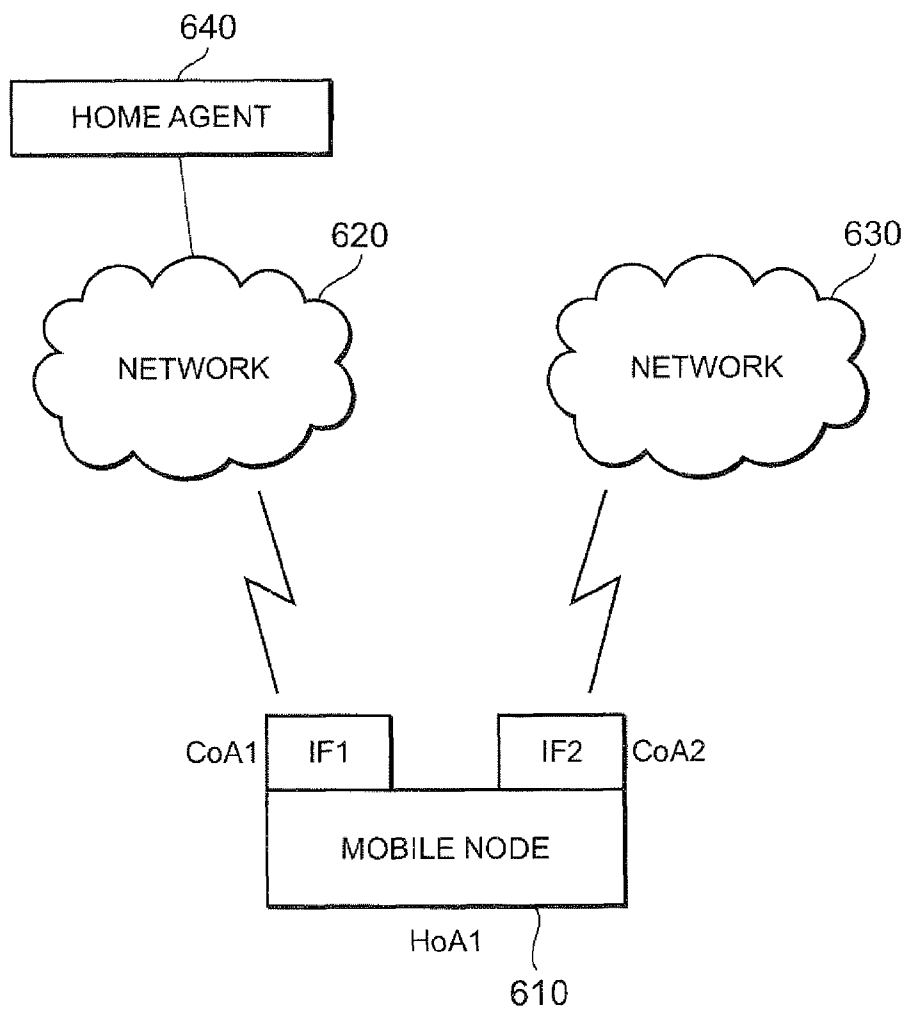 640
HOME AGENT
620
630
NETWORK
NETWORK
CoA1
IF1
IF2
CoA2
MOBILE NODE
HoA1
610